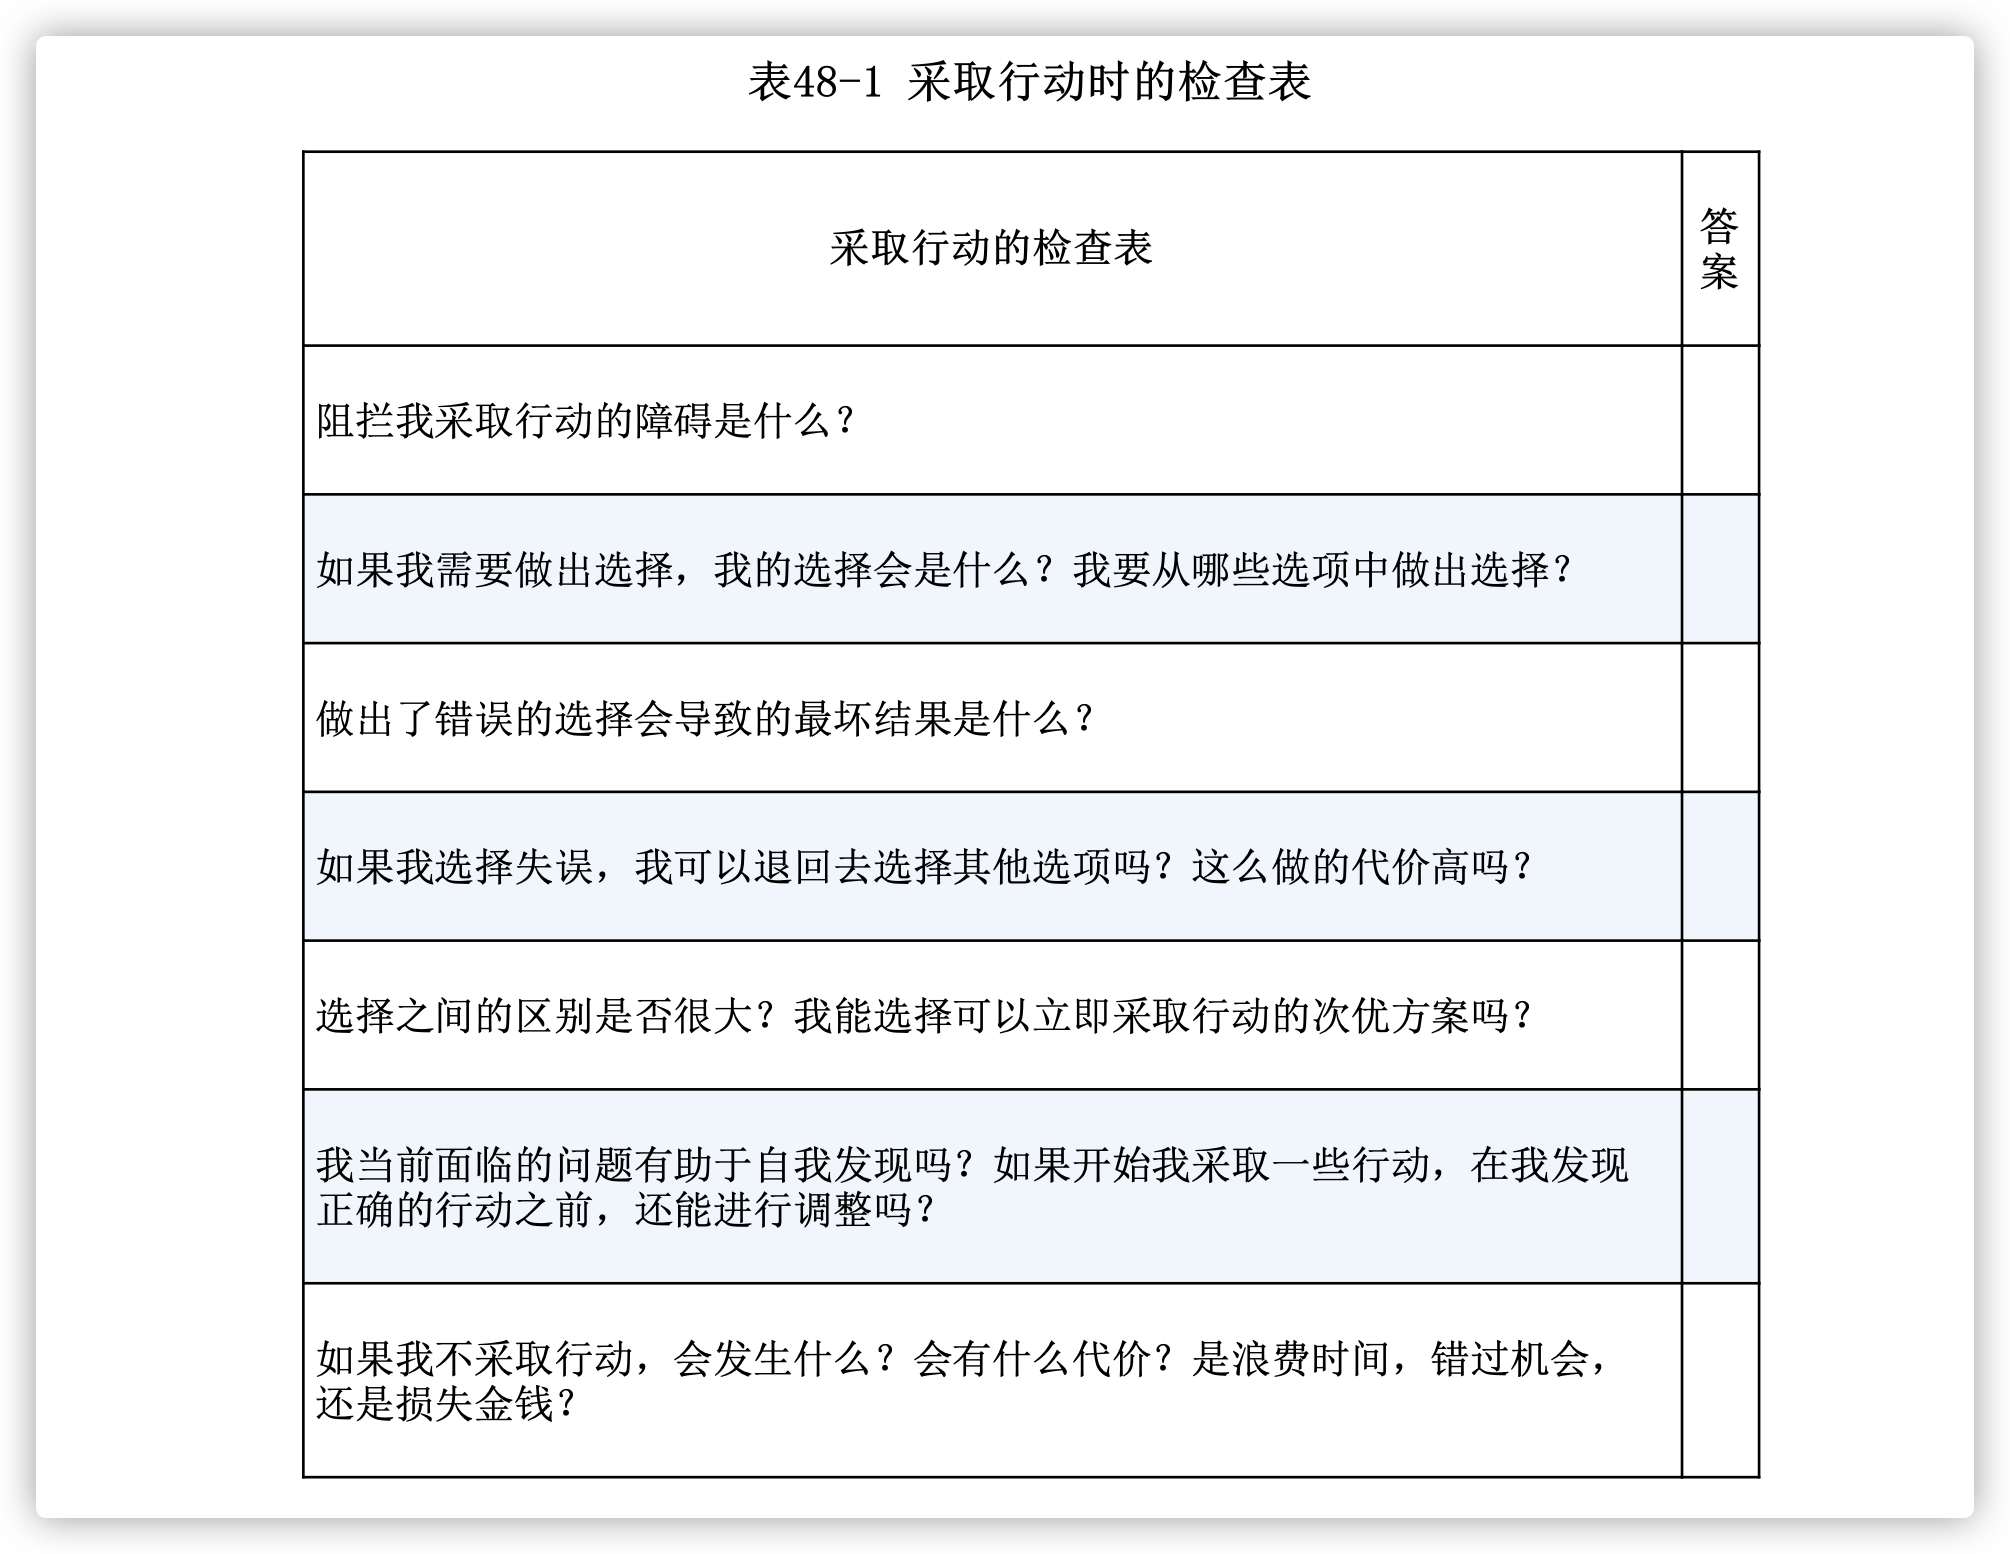 表48-1 采取行动时的检查表
采取行动的检查表
答
案
阻拦我采取行动的障碍是什么？
如果我需要做出选择，我的选择会是什么？我要从哪些选项中做出选择？
做出了错误的选择会导致的最坏结果是什么？
如果我选择失误，我可以退回去选择其他选项吗？这么做的代价高吗？
选择之间的区别是否很大？我能选择可以立即采取行动的次优方案吗？
我当前面临的问题有助于自我发现吗？如果开始我采取一些行动，在我发现
正确的行动之前，还能进行调整吗？
如果我不采取行动，会发生什么？会有什么代价？是浪费时间，错过机会，
还是损失金钱？